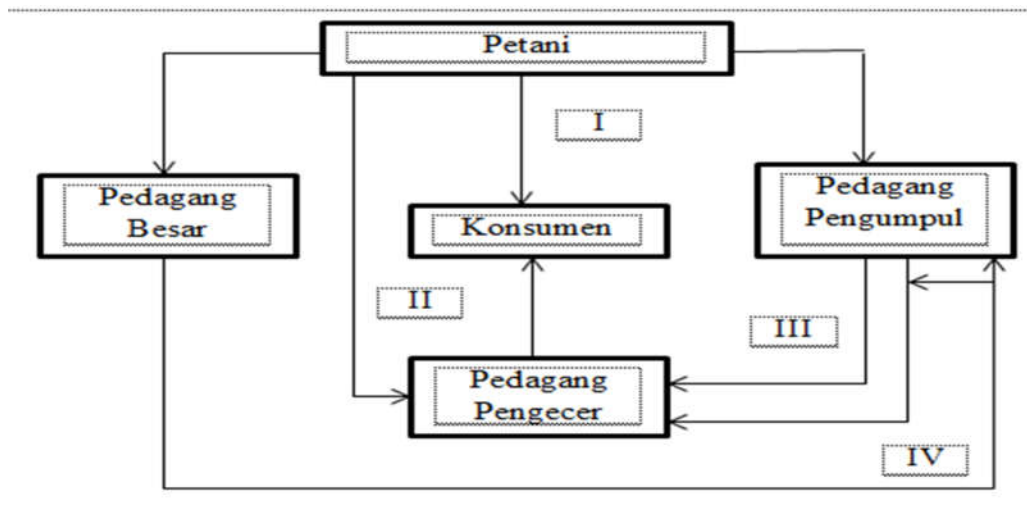 Petani
I
Pedagang
Besar
Konsumen
Pedagang
Pengumpul
II
III
Pedagang
Pengecer
IV